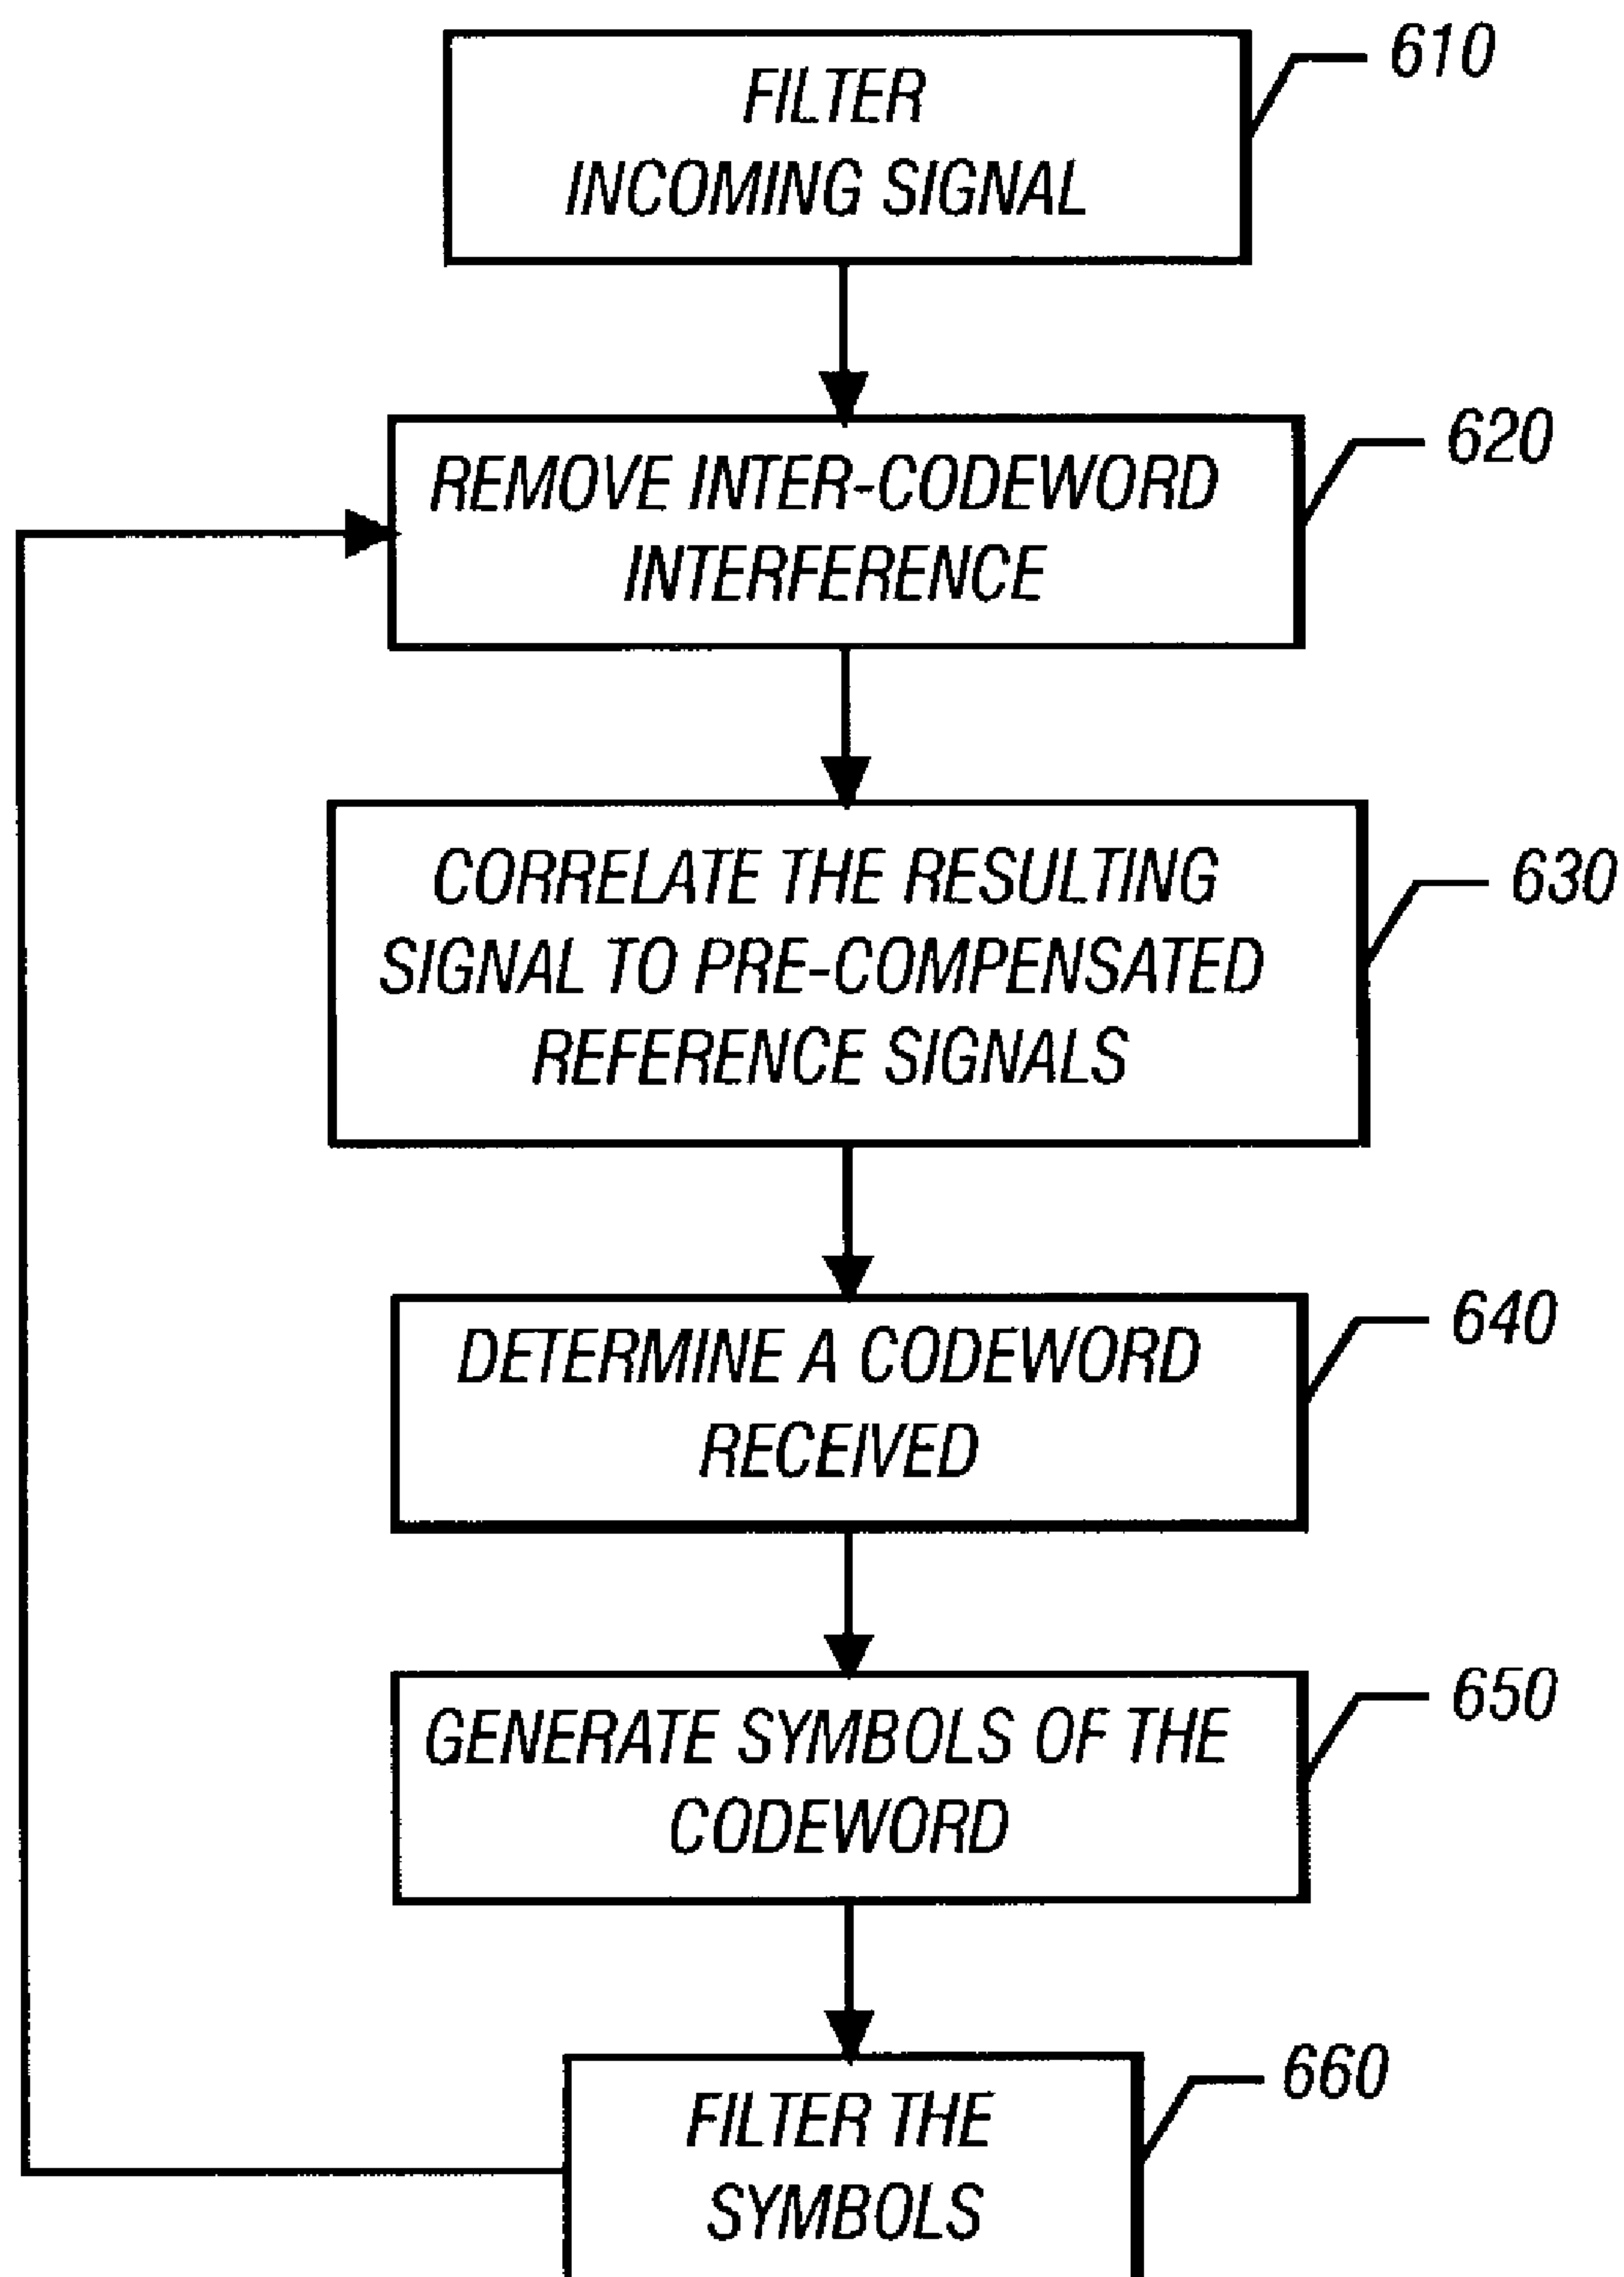 FILTER
INCOMING SIGNAL
610
REMOVE INTER-CODEWORD
INTERFERENCE
620
CORRELATE THE RESULTING
SIGNAL TO PRE-COMPENSATED
REFERENCE SIGNALS
630
DETERMINE A CODEWORD
RECEIVED
640
GENERATE SYMBOLS OF THE
CODEWORD
650
FILTER THE
SYMBOLS
660